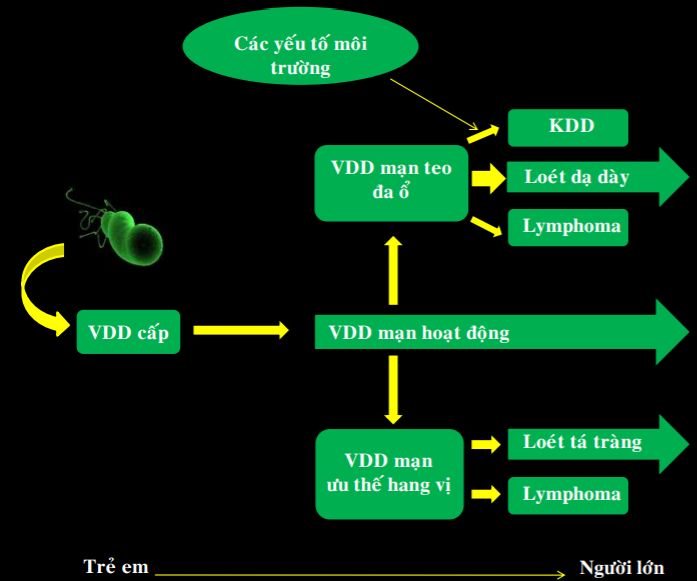 Các yếu tố môi
trường
KDD
VDD mạn teo
đa ổ
Loét dạ dày
Lymphoma
VDD cấp
VDD mạn hoạt động
VDD mạn
ưu thế hang vị
Loét tá tràng
Lymphoma
Trẻ em
Người lớn